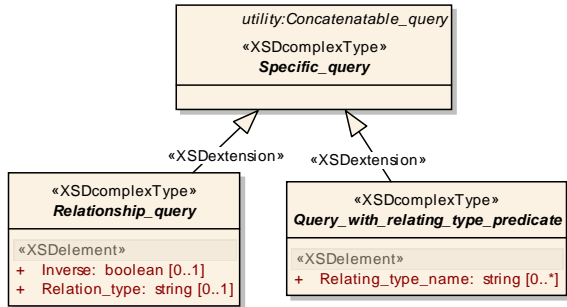 utility:Concatenatable_query
«XSDcomplexType»
Specific_query
«XSDextension»
«XSDextension»
«XSDcomplexType»
Relationship_query
«XSDelement»
+ Inverse: boolean [0..1]
+ Relation_type: string [0..1]
«XSDcomplexType»
Query_with_relating_type_predicate
«XSDelement»
+ Relating_type_name: string [0..*]